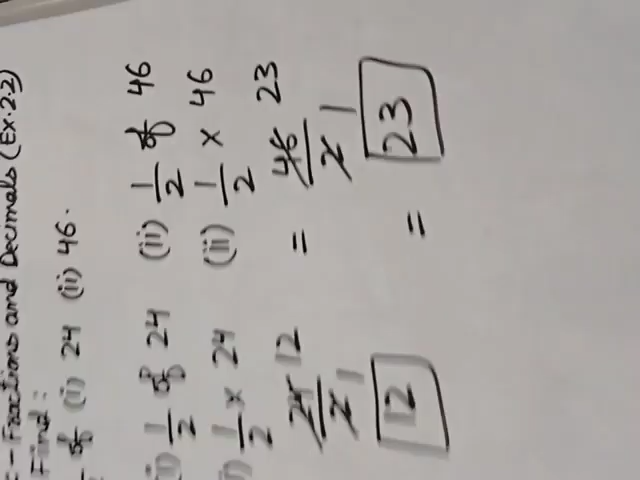 - Fractions and Decimals (Ex. 2.2)
Find:
of (i) 24 (ii) 46.
(i) 1/2 of 24 (ii) 1/2 of 46
(i) 1/2 × 24 (ii) 1/2 × 46
24/2 12 1 = 46/2 23 1
12 = 23